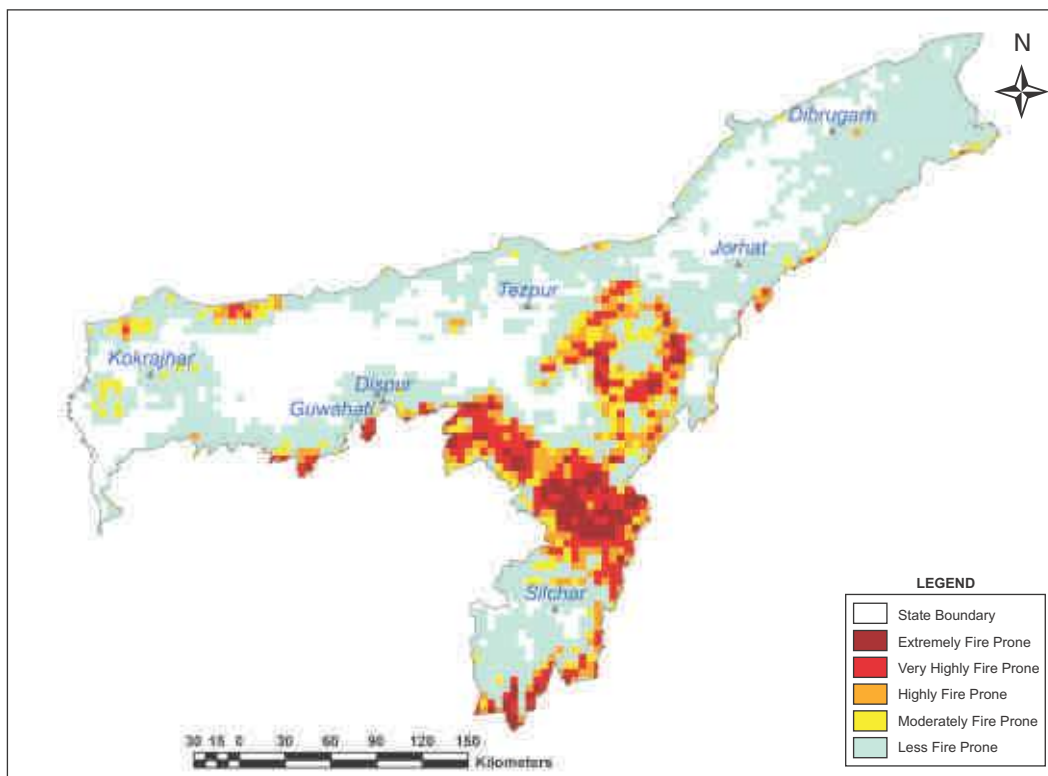 N
Dibrugarh
Jorhat
Tezpur
Kokrajhar
Dispur
Guwahati
Silchar
LEGEND
State Boundary
Extremely Fire Prone
Very Highly Fire Prone
Highly Fire Prone
Moderately Fire Prone
Less Fire Prone
30 15 0 30 60 90 120 150
Kilometers